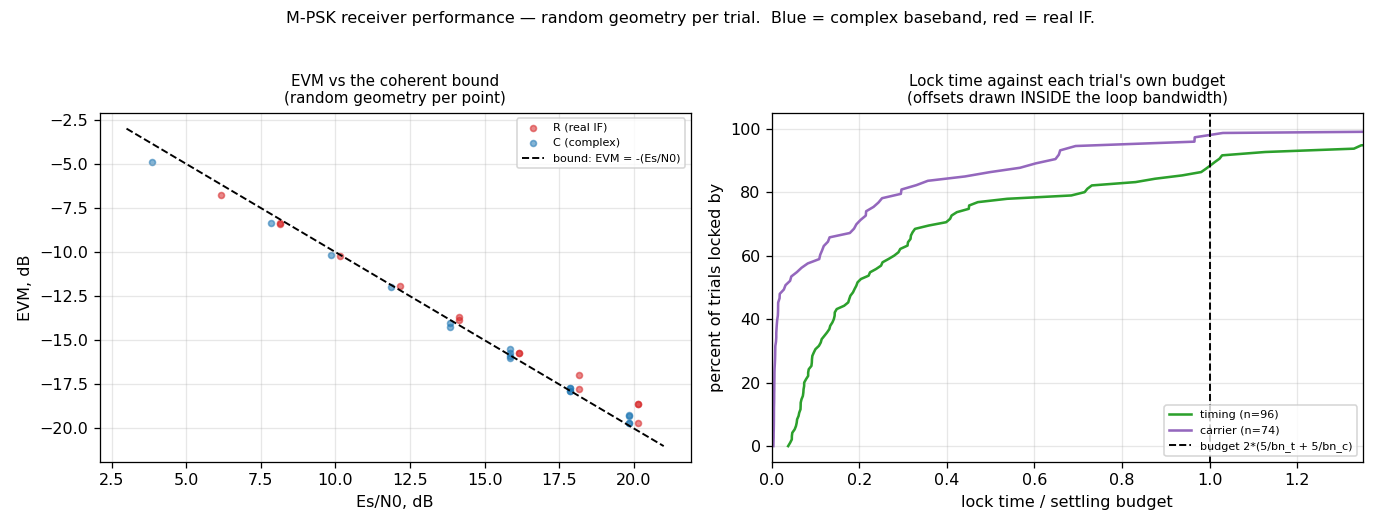 M-PSK receiver performance — random geometry per trial.  Blue = complex baseband, red = real IF.
EVM vs the coherent bound
(random geometry per point)
−2.5
−5.0
−7.5
−10.0
−12.5
−15.0
−17.5
−20.0
EVM, dB
R (real IF)
C (complex)
bound: EVM = -(Es/N0)
2.5 5.0 7.5 10.0 12.5 15.0 17.5 20.0
Es/N0, dB
Lock time against each trial's own budget
(offsets drawn INSIDE the loop bandwidth)
100
80
60
40
20
0
percent of trials locked by
timing (n=96)
carrier (n=74)
budget 2*(5/bn_t + 5/bn_c)
0.0 0.2 0.4 0.6 0.8 1.0 1.2
lock time / settling budget